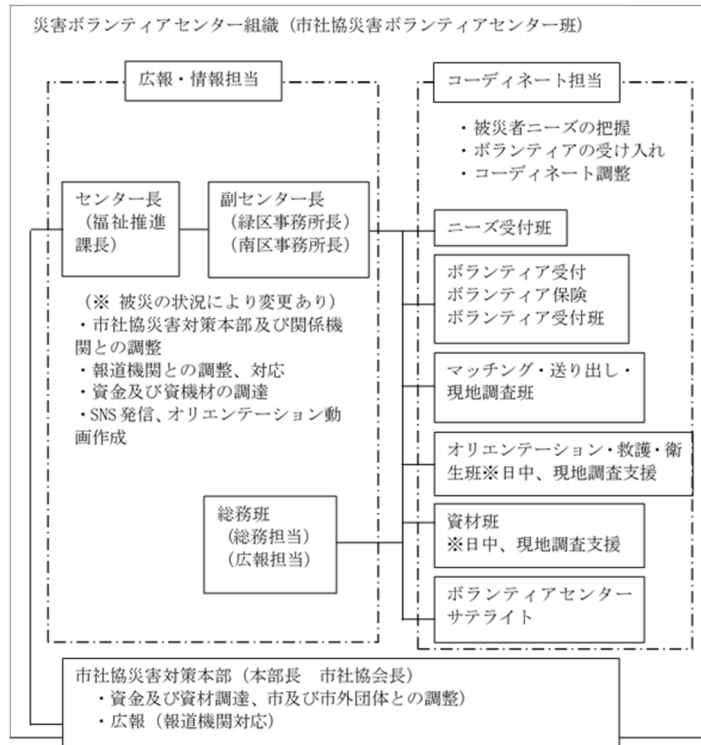 災害ボランティアセンター組織（市社協災害ボランティアセンター班）
広報・情報担当
センター長
（福祉推進
課長）
副センター長
（緑区事務所長）
（南区事務所長）
（※ 被災の状況により変更あり）
・市社協災害対策本部及び関係機
関との調整
・報道機関との調整、対応
・資金及び資機材の調達
・SNS 発信、オリエンテーション動
画作成
総務班
（総務担当）
（広報担当）
コーディネート担当
・被災者ニーズの把握
・ボランティアの受け入れ
・コーディネート調整
ニーズ受付班
ボランティア受付
ボランティア保険
ボランティア受付班
マッチング・送り出し・
現地調査班
オリエンテーション・救護・衛
生班※日中、現地調査支援
資材班
※日中、現地調査支援
ボランティアセンター
サテライト
市社協災害対策本部（本部長　市社協会長）
・資金及び資材調達、市及び市外団体との調整）
・広報（報道機関対応）